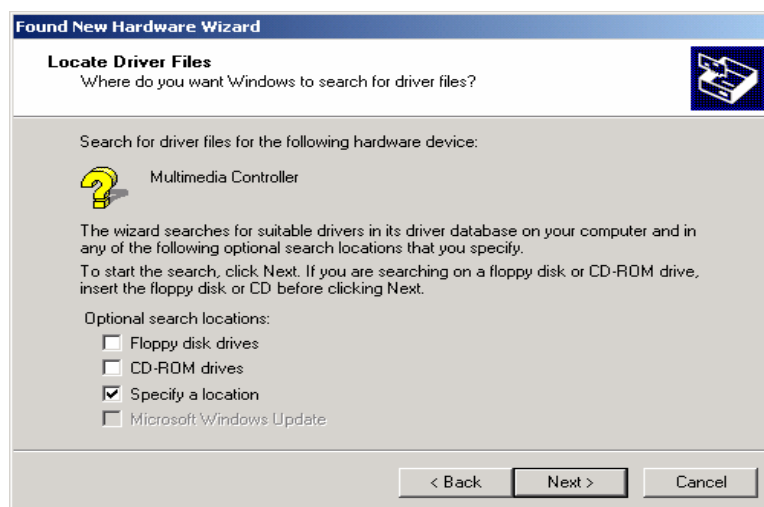 Found New Hardware Wizard
Locate Driver Files
Where do you want Windows to search for driver files?
Search for driver files for the following hardware device:
Multimedia Controller
The wizard searches for suitable drivers in its driver database on your computer and in
any of the following optional search locations that you specify.
To start the search, click Next. If you are searching on a floppy disk or CD-ROM drive,
insert the floppy disk or CD before clicking Next.
Optional search locations:
Floppy disk drives
CD-ROM drives
Specify a location
Microsoft Windows Update
< Back Next > Cancel